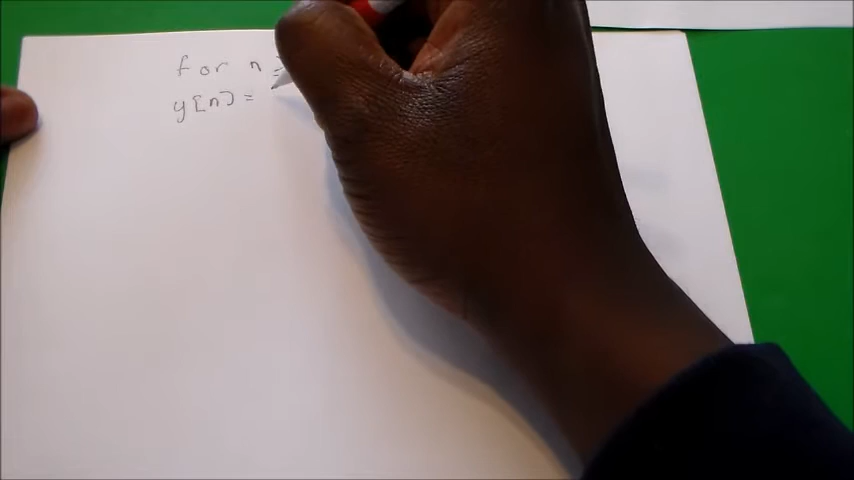 for n =
y[n] =